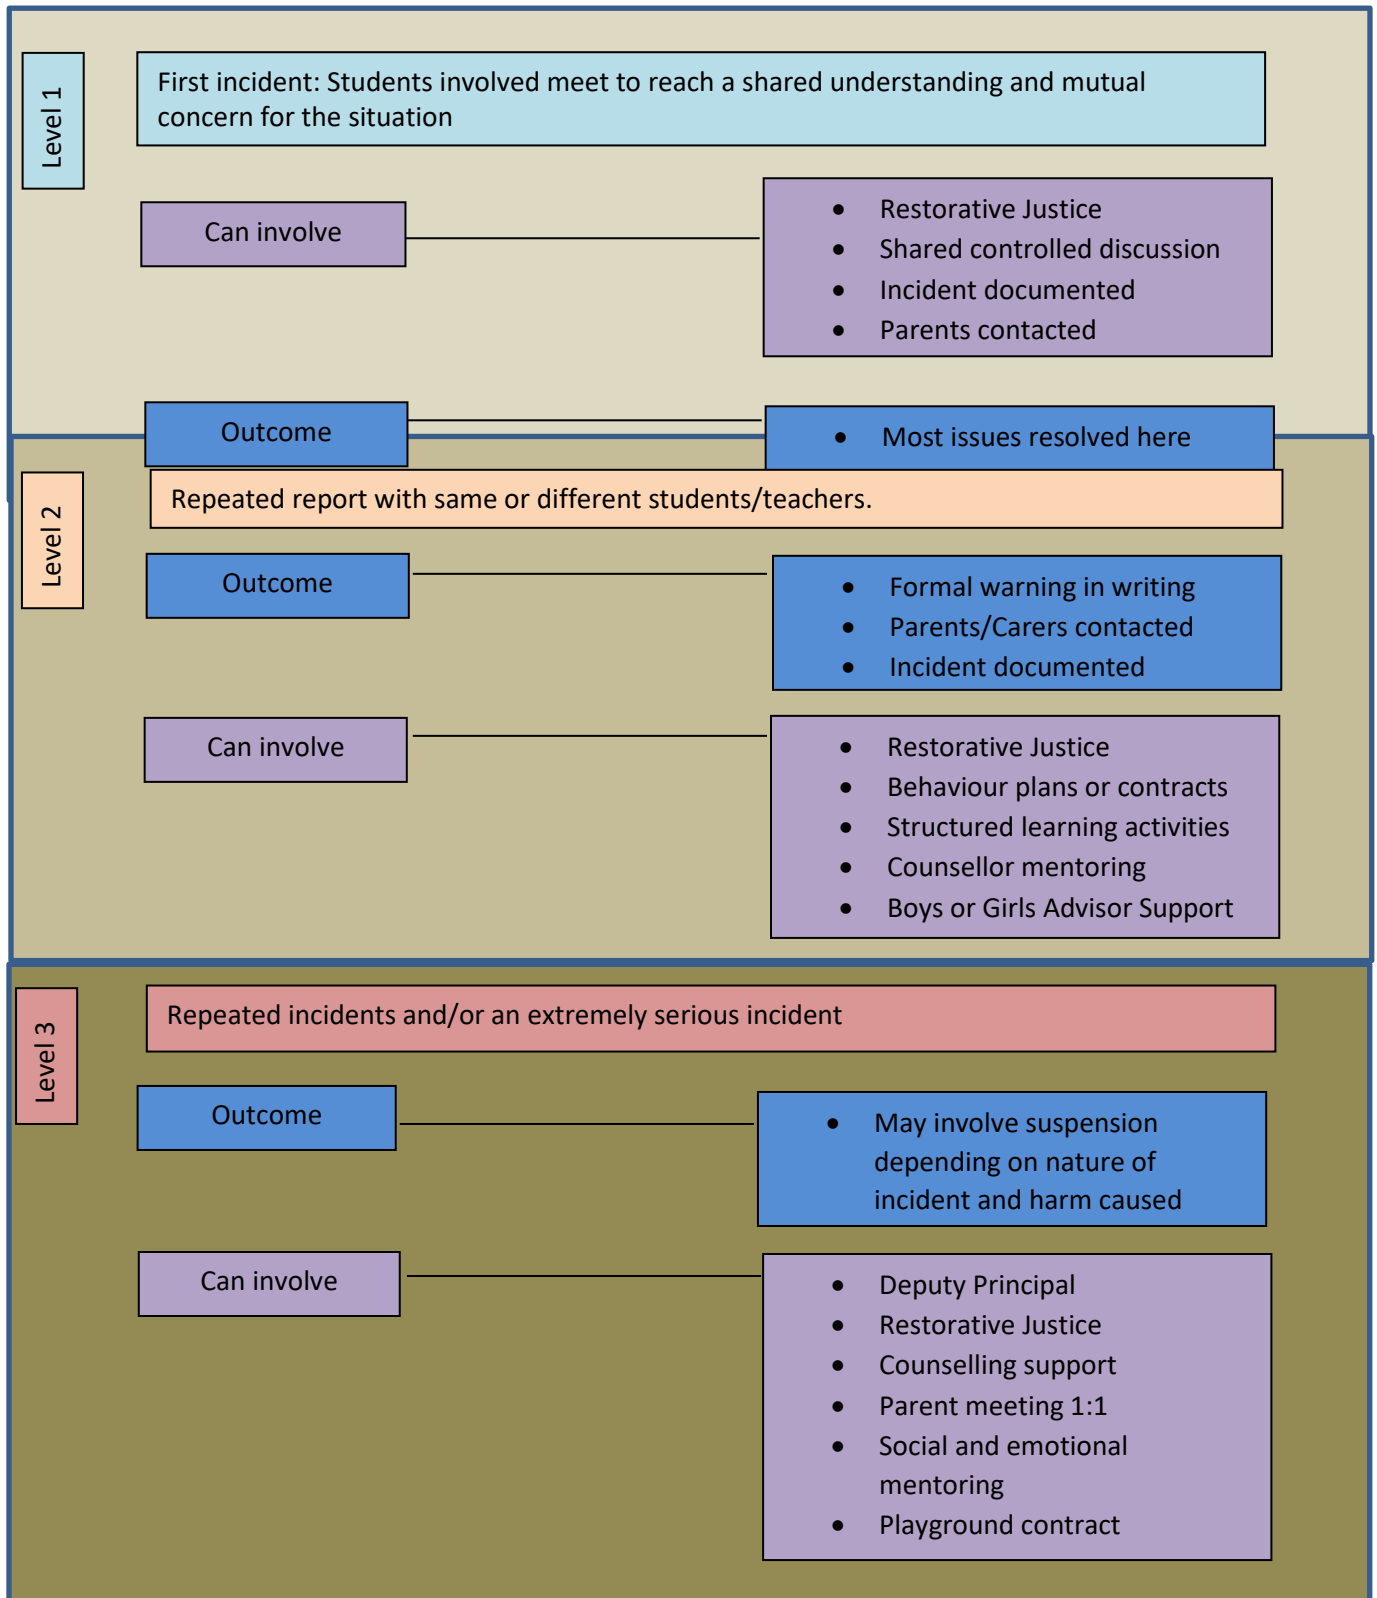 Level 1
First incident: Students involved meet to reach a shared understanding and mutual
concern for the situation
Can involve
• Restorative Justice
• Shared controlled discussion
• Incident documented
• Parents contacted
Outcome
• Most issues resolved here
Level 2
Repeated report with same or different students/teachers.
Outcome
• Formal warning in writing
• Parents/Carers contacted
• Incident documented
Can involve
• Restorative Justice
• Behaviour plans or contracts
• Structured learning activities
• Counsellor mentoring
• Boys or Girls Advisor Support
Level 3
Repeated incidents and/or an extremely serious incident
Outcome
• May involve suspension
depending on nature of
incident and harm caused
Can involve
• Deputy Principal
• Restorative Justice
• Counselling support
• Parent meeting 1:1
• Social and emotional
mentoring
• Playground contract